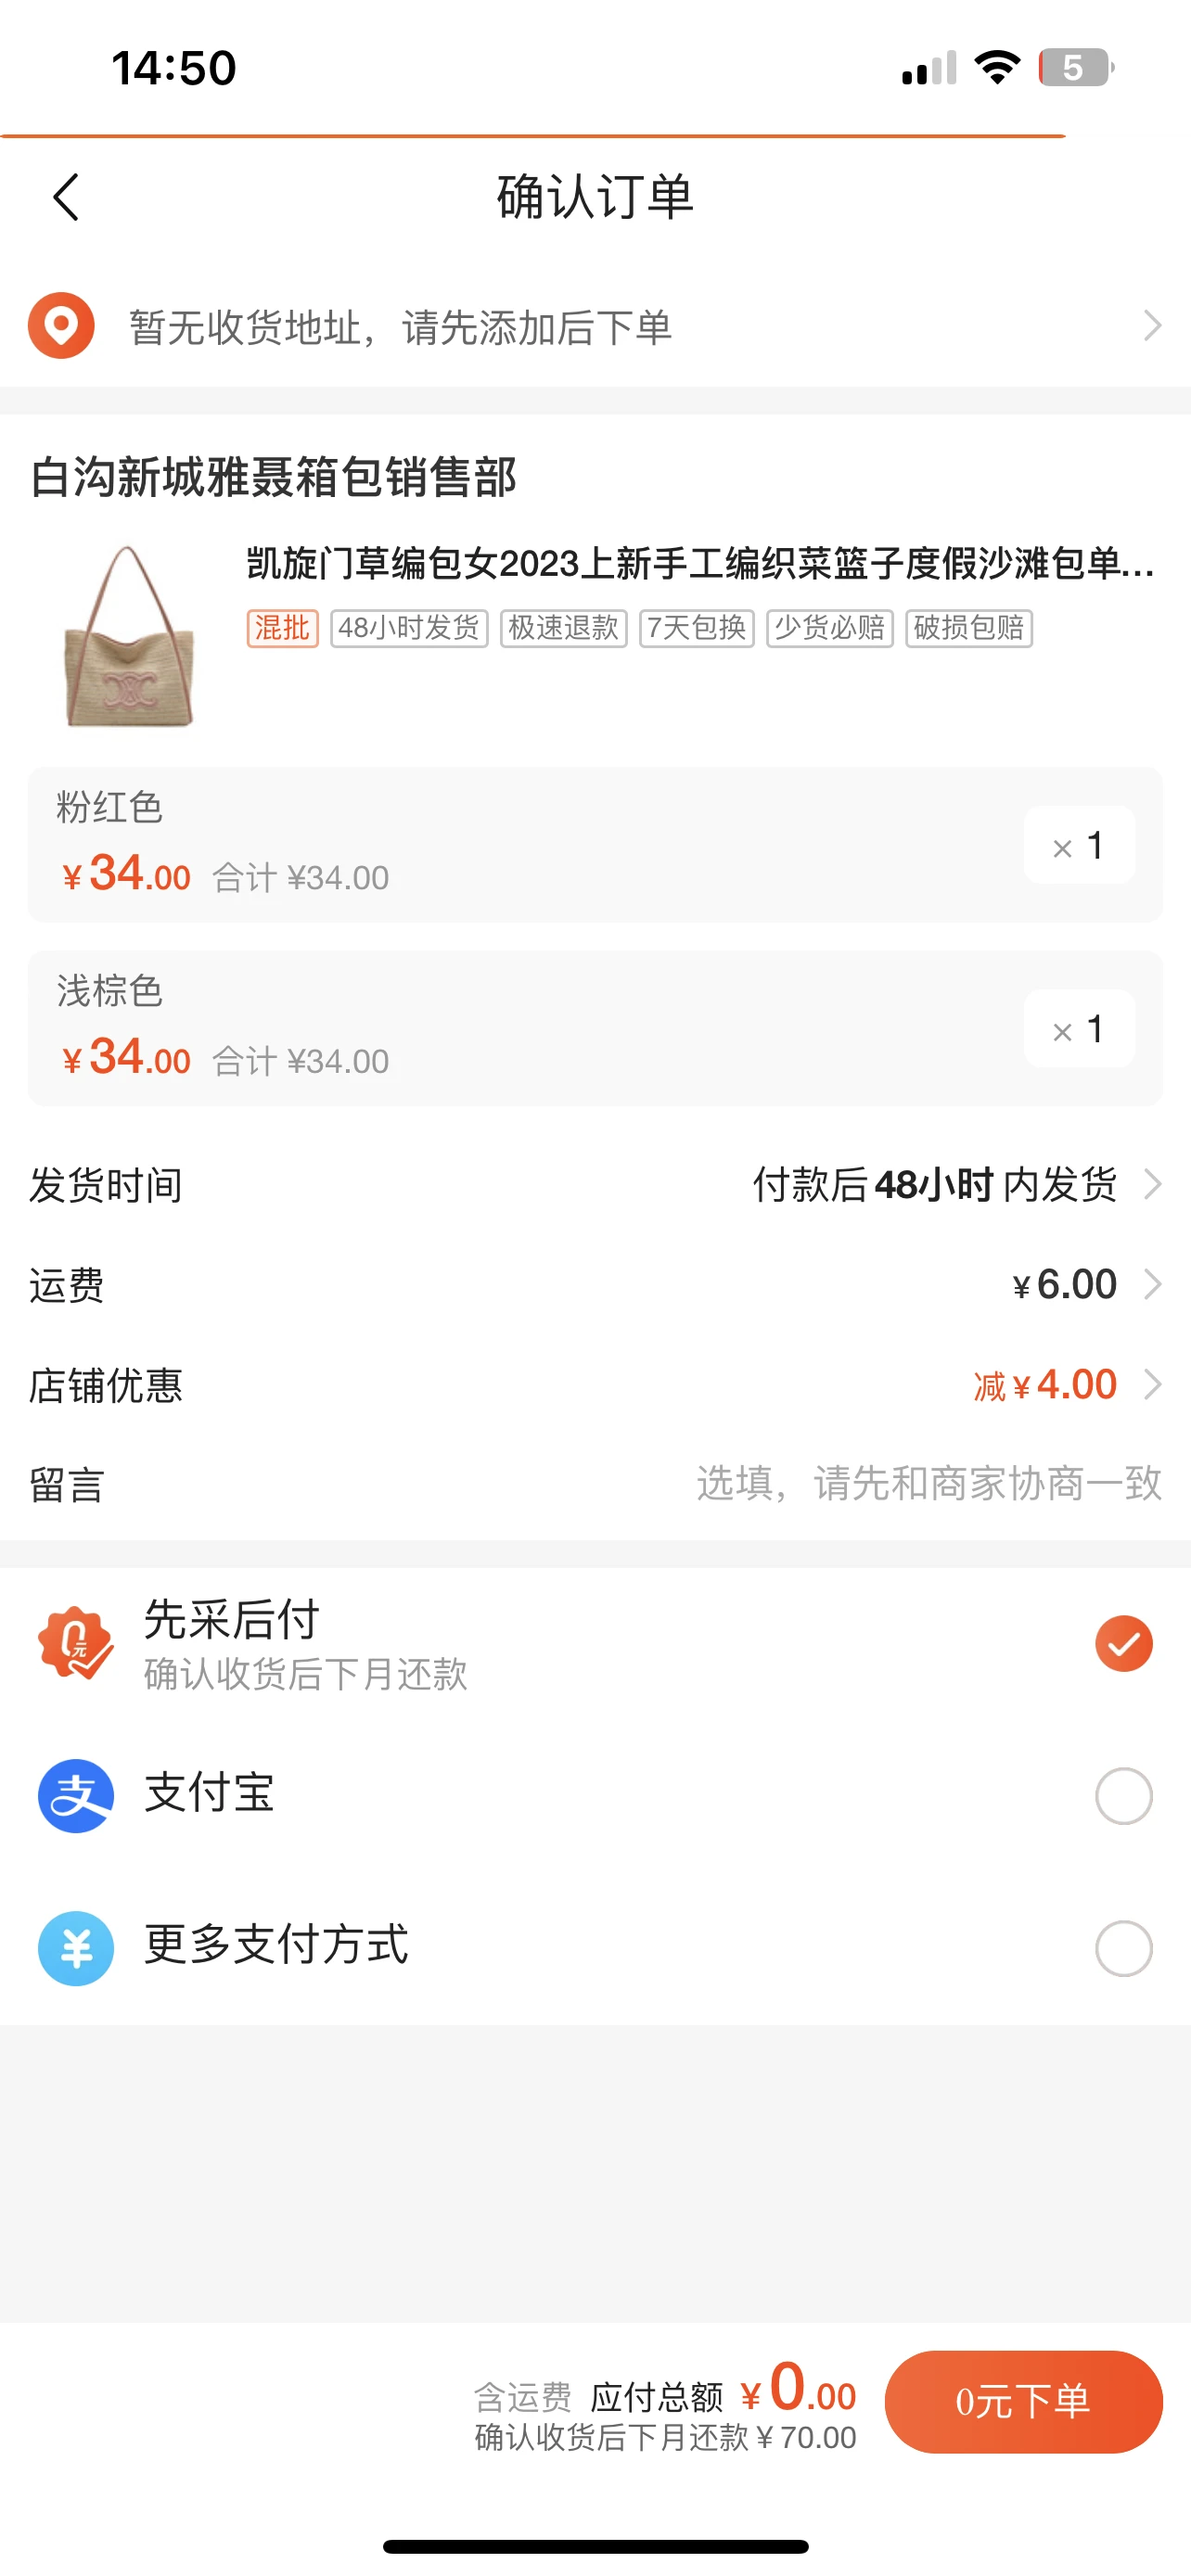 14:50
5
确认订单
暂无收货地址，请先添加后下单
白沟新城雅聂箱包销售部
凯旋门草编包女2023上新手工编织菜篮子度假沙滩包单...
混批 48小时发货 极速退款 7天包换 少货必赔 破损包赔
粉红色
¥34.00 合计 ¥34.00
× 1
浅棕色
¥34.00 合计 ¥34.00
× 1
发货时间 付款后48小时内发货
运费 ¥6.00
店铺优惠 减¥4.00
留言 选填，请先和商家协商一致
0元
先采后付
确认收货后下月还款
支 支付宝
¥ 更多支付方式
含运费 应付总额 ¥0.00
确认收货后下月还款¥70.00
0元下单